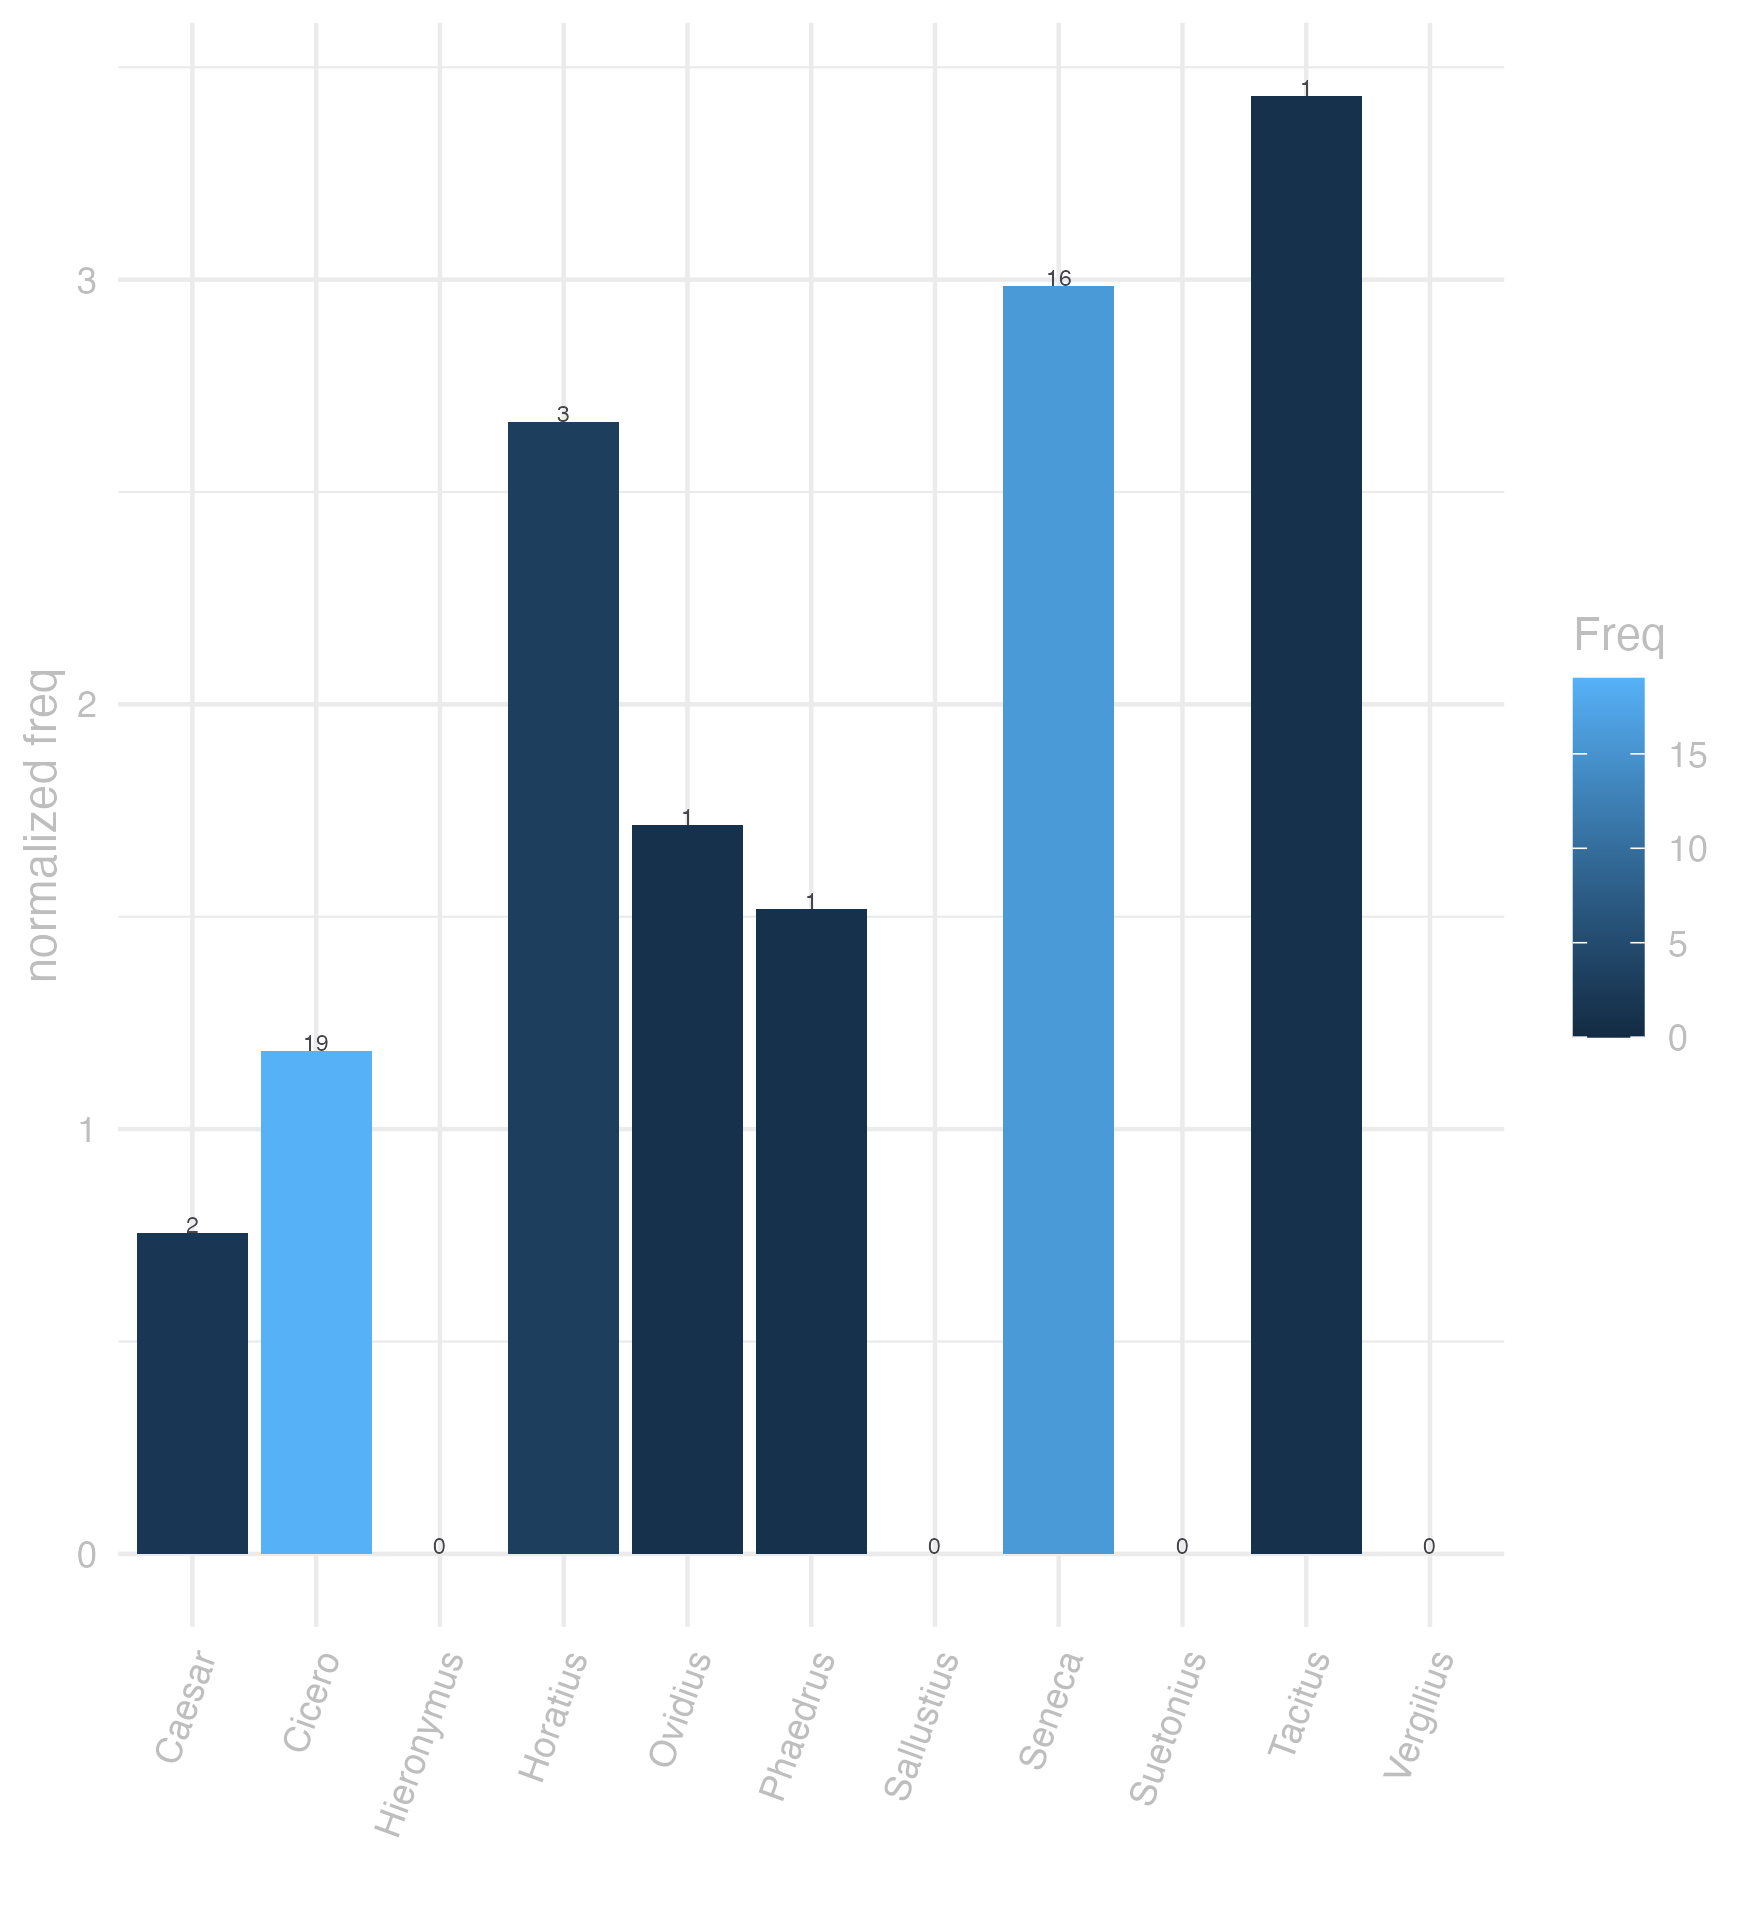 1
3
16
3
Freq
normalized freq
2
15
1
10
1
5
19
0
1
2
0
0
0
0
0
Caesar
Cicero
Hieronymus
Horatius
Ovidius
Phaedrus
Sallustius
Seneca
Suetonius
Tacitus
Vergilius